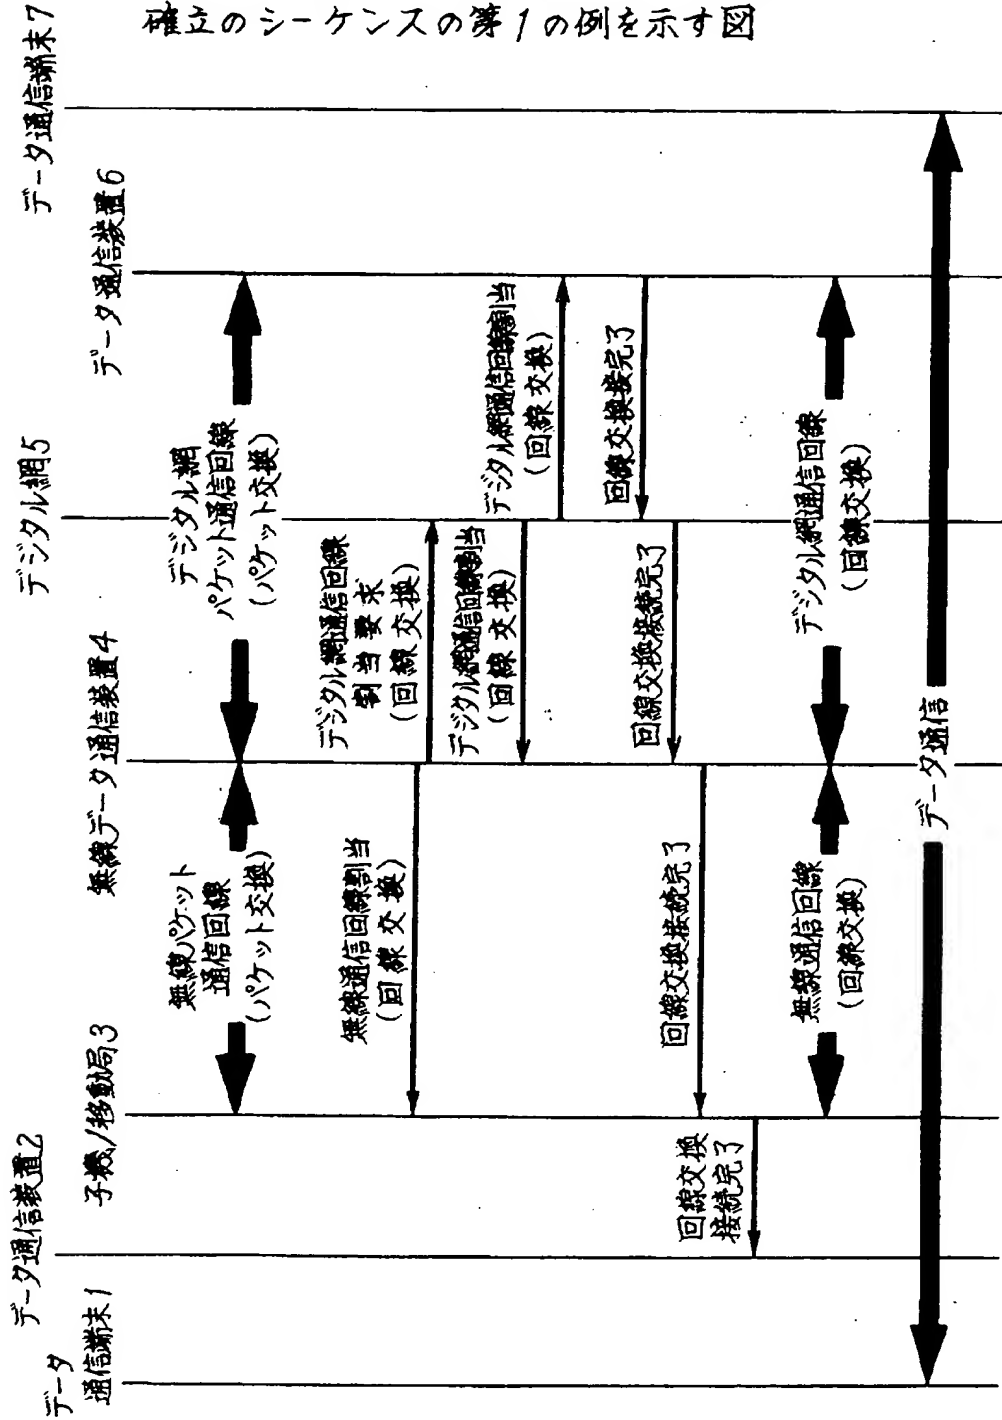 確立のシーケンスの第1の例を示す図
データ
通信端末1
データ通信装置2
子機/移動局3
無線データ通信装置4
デジタル網5
データ通信装置6
データ通信端末7
無線パケット
通信回線
(パケット交換)
デジタル網
パケット通信回線
(パケット交換)
無線通信回線割当
(回線交換)
デジタル網通信回線
割当要求
(回線交換)
デジタル網通信回線割当
(回線交換)
デジタル網通信回線割当
(回線交換)
回線交換接完了
回線交換接続完了
回線交換接続完了
回線交換
接続完了
無線通信回線
(回線交換)
デジタル網通信回線
(回線交換)
データ通信